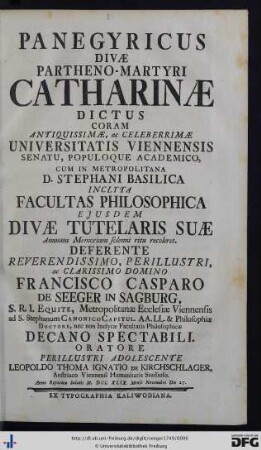 PANEGYRICUS
DIVÆ
PARTHENO-MARTYRI
CATHARINÆ
DICTUS
CORAM
ANTIQUISSIMÆ, ac CELEBERRIMÆ
UNIVERSITATIS VIENNENSIS
SENATU, POPULOQUE ACADEMICO,
CUM IN METROPOLITANA
D. STEPHANI BASILICA
INCLYTA
FACULTAS PHILOSOPHICA
EJUSDEM
DIVÆ TUTELARIS SUÆ
Annuam Memoriam solemni ritu recoleret.
DEFERENTE
REVERENDISSIMO, PERILLUSTRI,
ac CLARISSIMO DOMINO
FRANCISCO CASPARO
DE SEEGER IN SAGBURG,
S. R. I. EQUITE, Metropolitanæ Ecclesiæ Viennensis
ad S. Stephanum CANONICO CAPITUL. AA. LL. & Philosophiæ
DOCTORE, nec non Inclytæ Facultatis Philosophicæ
DECANO SPECTABILI.
ORATORE
PERILLUSTRI ADOLESCENTE
LEOPOLDO THOMA IGNATIO DE KIRCHSCHLAGER,
Austriaco Viennensi Humanitatis Studioso.
EX TYPOGRAPHIA KALIWODIANA.
DFG